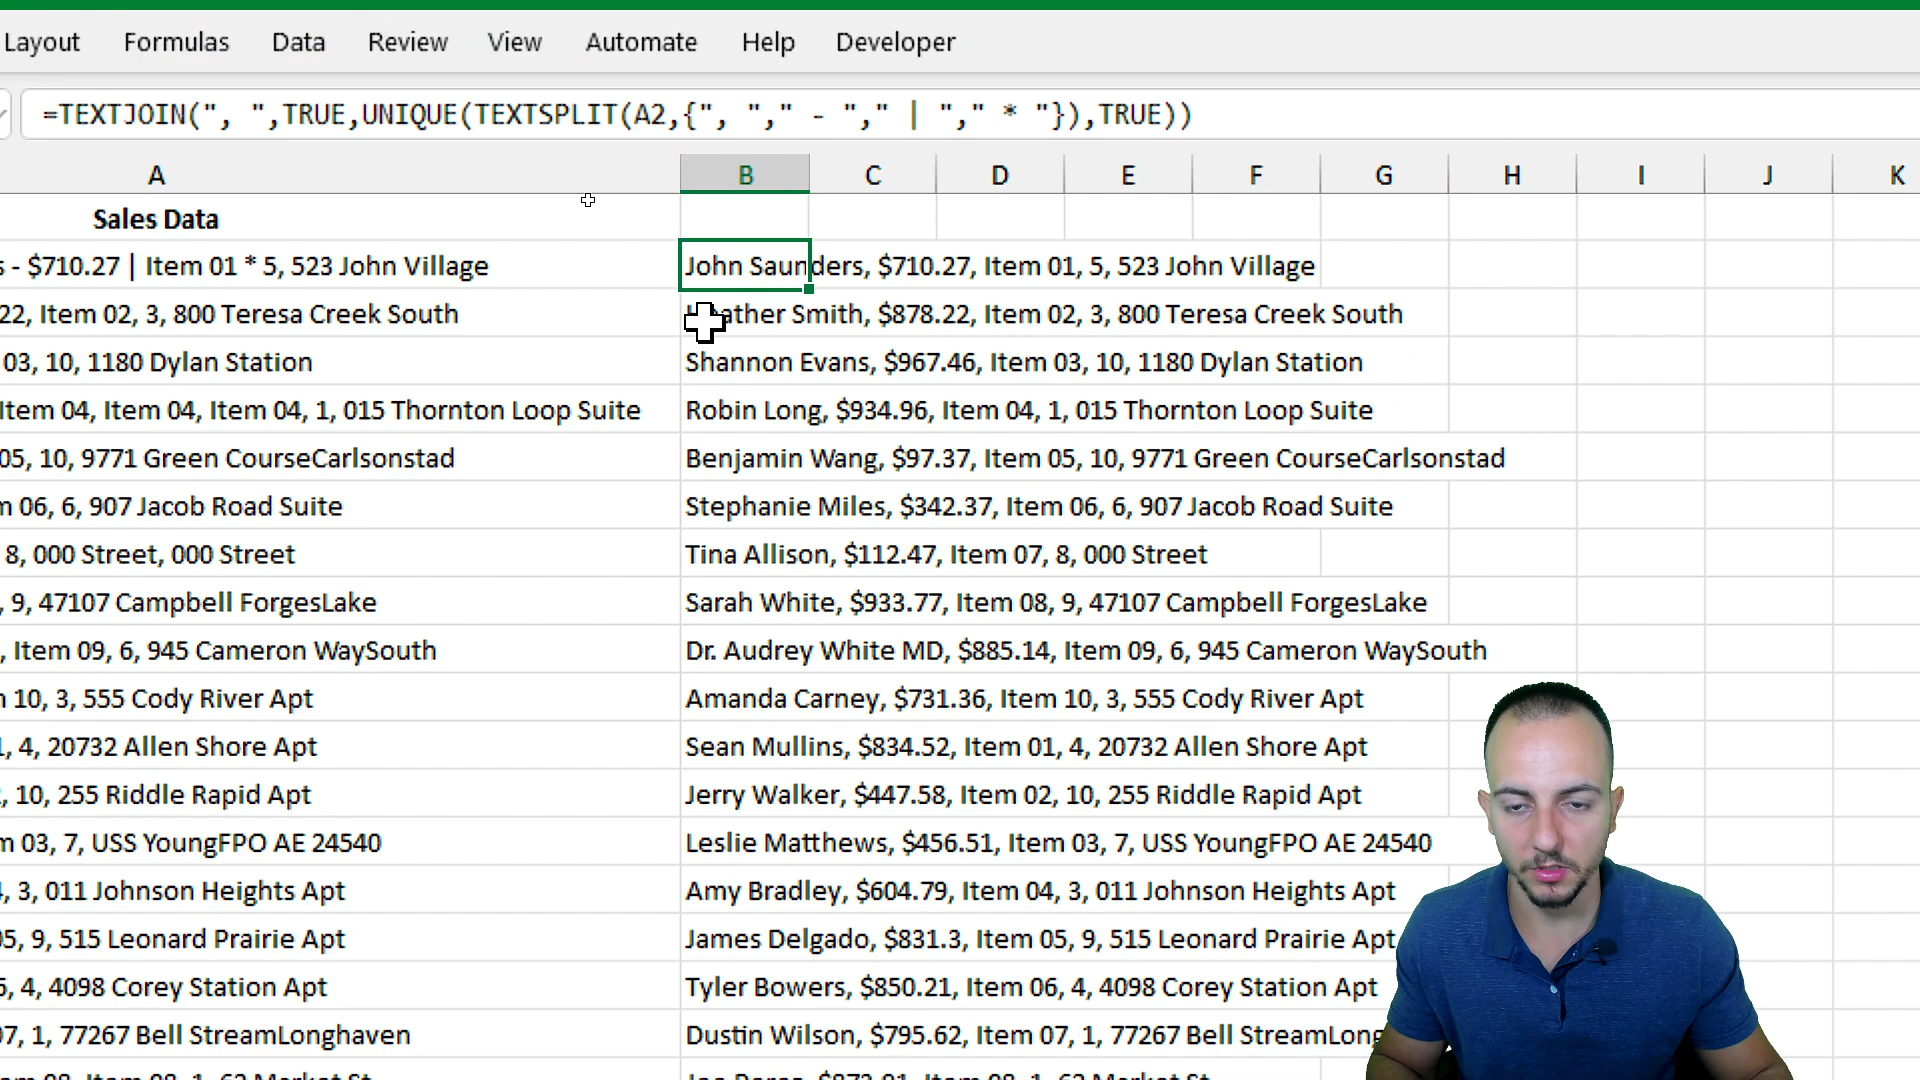 Layout Formulas Data Review View Automate Help Developer
=TEXTJOIN(", ",TRUE,UNIQUE(TEXTSPLIT(A2,{", "," - "," | "," * "}),TRUE))
A B C D E F G H I J K
Sales Data
s - $710.27 | Item 01 * 5, 523 John Village John Saunders, $710.27, Item 01, 5, 523 John Village
22, Item 02, 3, 800 Teresa Creek South Heather Smith, $878.22, Item 02, 3, 800 Teresa Creek South
03, 10, 1180 Dylan Station Shannon Evans, $967.46, Item 03, 10, 1180 Dylan Station
Item 04, Item 04, Item 04, 1, 015 Thornton Loop Suite Robin Long, $934.96, Item 04, 1, 015 Thornton Loop Suite
05, 10, 9771 Green CourseCarlsonstad Benjamin Wang, $97.37, Item 05, 10, 9771 Green CourseCarlsonstad
06, 6, 907 Jacob Road Suite Stephanie Miles, $342.37, Item 06, 6, 907 Jacob Road Suite
8, 000 Street, 000 Street Tina Allison, $112.47, Item 07, 8, 000 Street
, 9, 47107 Campbell ForgesLake Sarah White, $933.77, Item 08, 9, 47107 Campbell ForgesLake
, Item 09, 6, 945 Cameron WaySouth Dr. Audrey White MD, $885.14, Item 09, 6, 945 Cameron WaySouth
10, 3, 555 Cody River Apt Amanda Carney, $731.36, Item 10, 3, 555 Cody River Apt
, 4, 20732 Allen Shore Apt Sean Mullins, $834.52, Item 01, 4, 20732 Allen Shore Apt
, 10, 255 Riddle Rapid Apt Jerry Walker, $447.58, Item 02, 10, 255 Riddle Rapid Apt
03, 7, USS YoungFPO AE 24540 Leslie Matthews, $456.51, Item 03, 7, USS YoungFPO AE 24540
, 3, 011 Johnson Heights Apt Amy Bradley, $604.79, Item 04, 3, 011 Johnson Heights Apt
05, 9, 515 Leonard Prairie Apt James Delgado, $831.3, Item 05, 9, 515 Leonard Prairie Apt
, 4, 4098 Corey Station Apt Tyler Bowers, $850.21, Item 06, 4, 4098 Corey Station Apt
07, 1, 77267 Bell StreamLonghaven Dustin Wilson, $795.62, Item 07, 1, 77267 Bell StreamLong